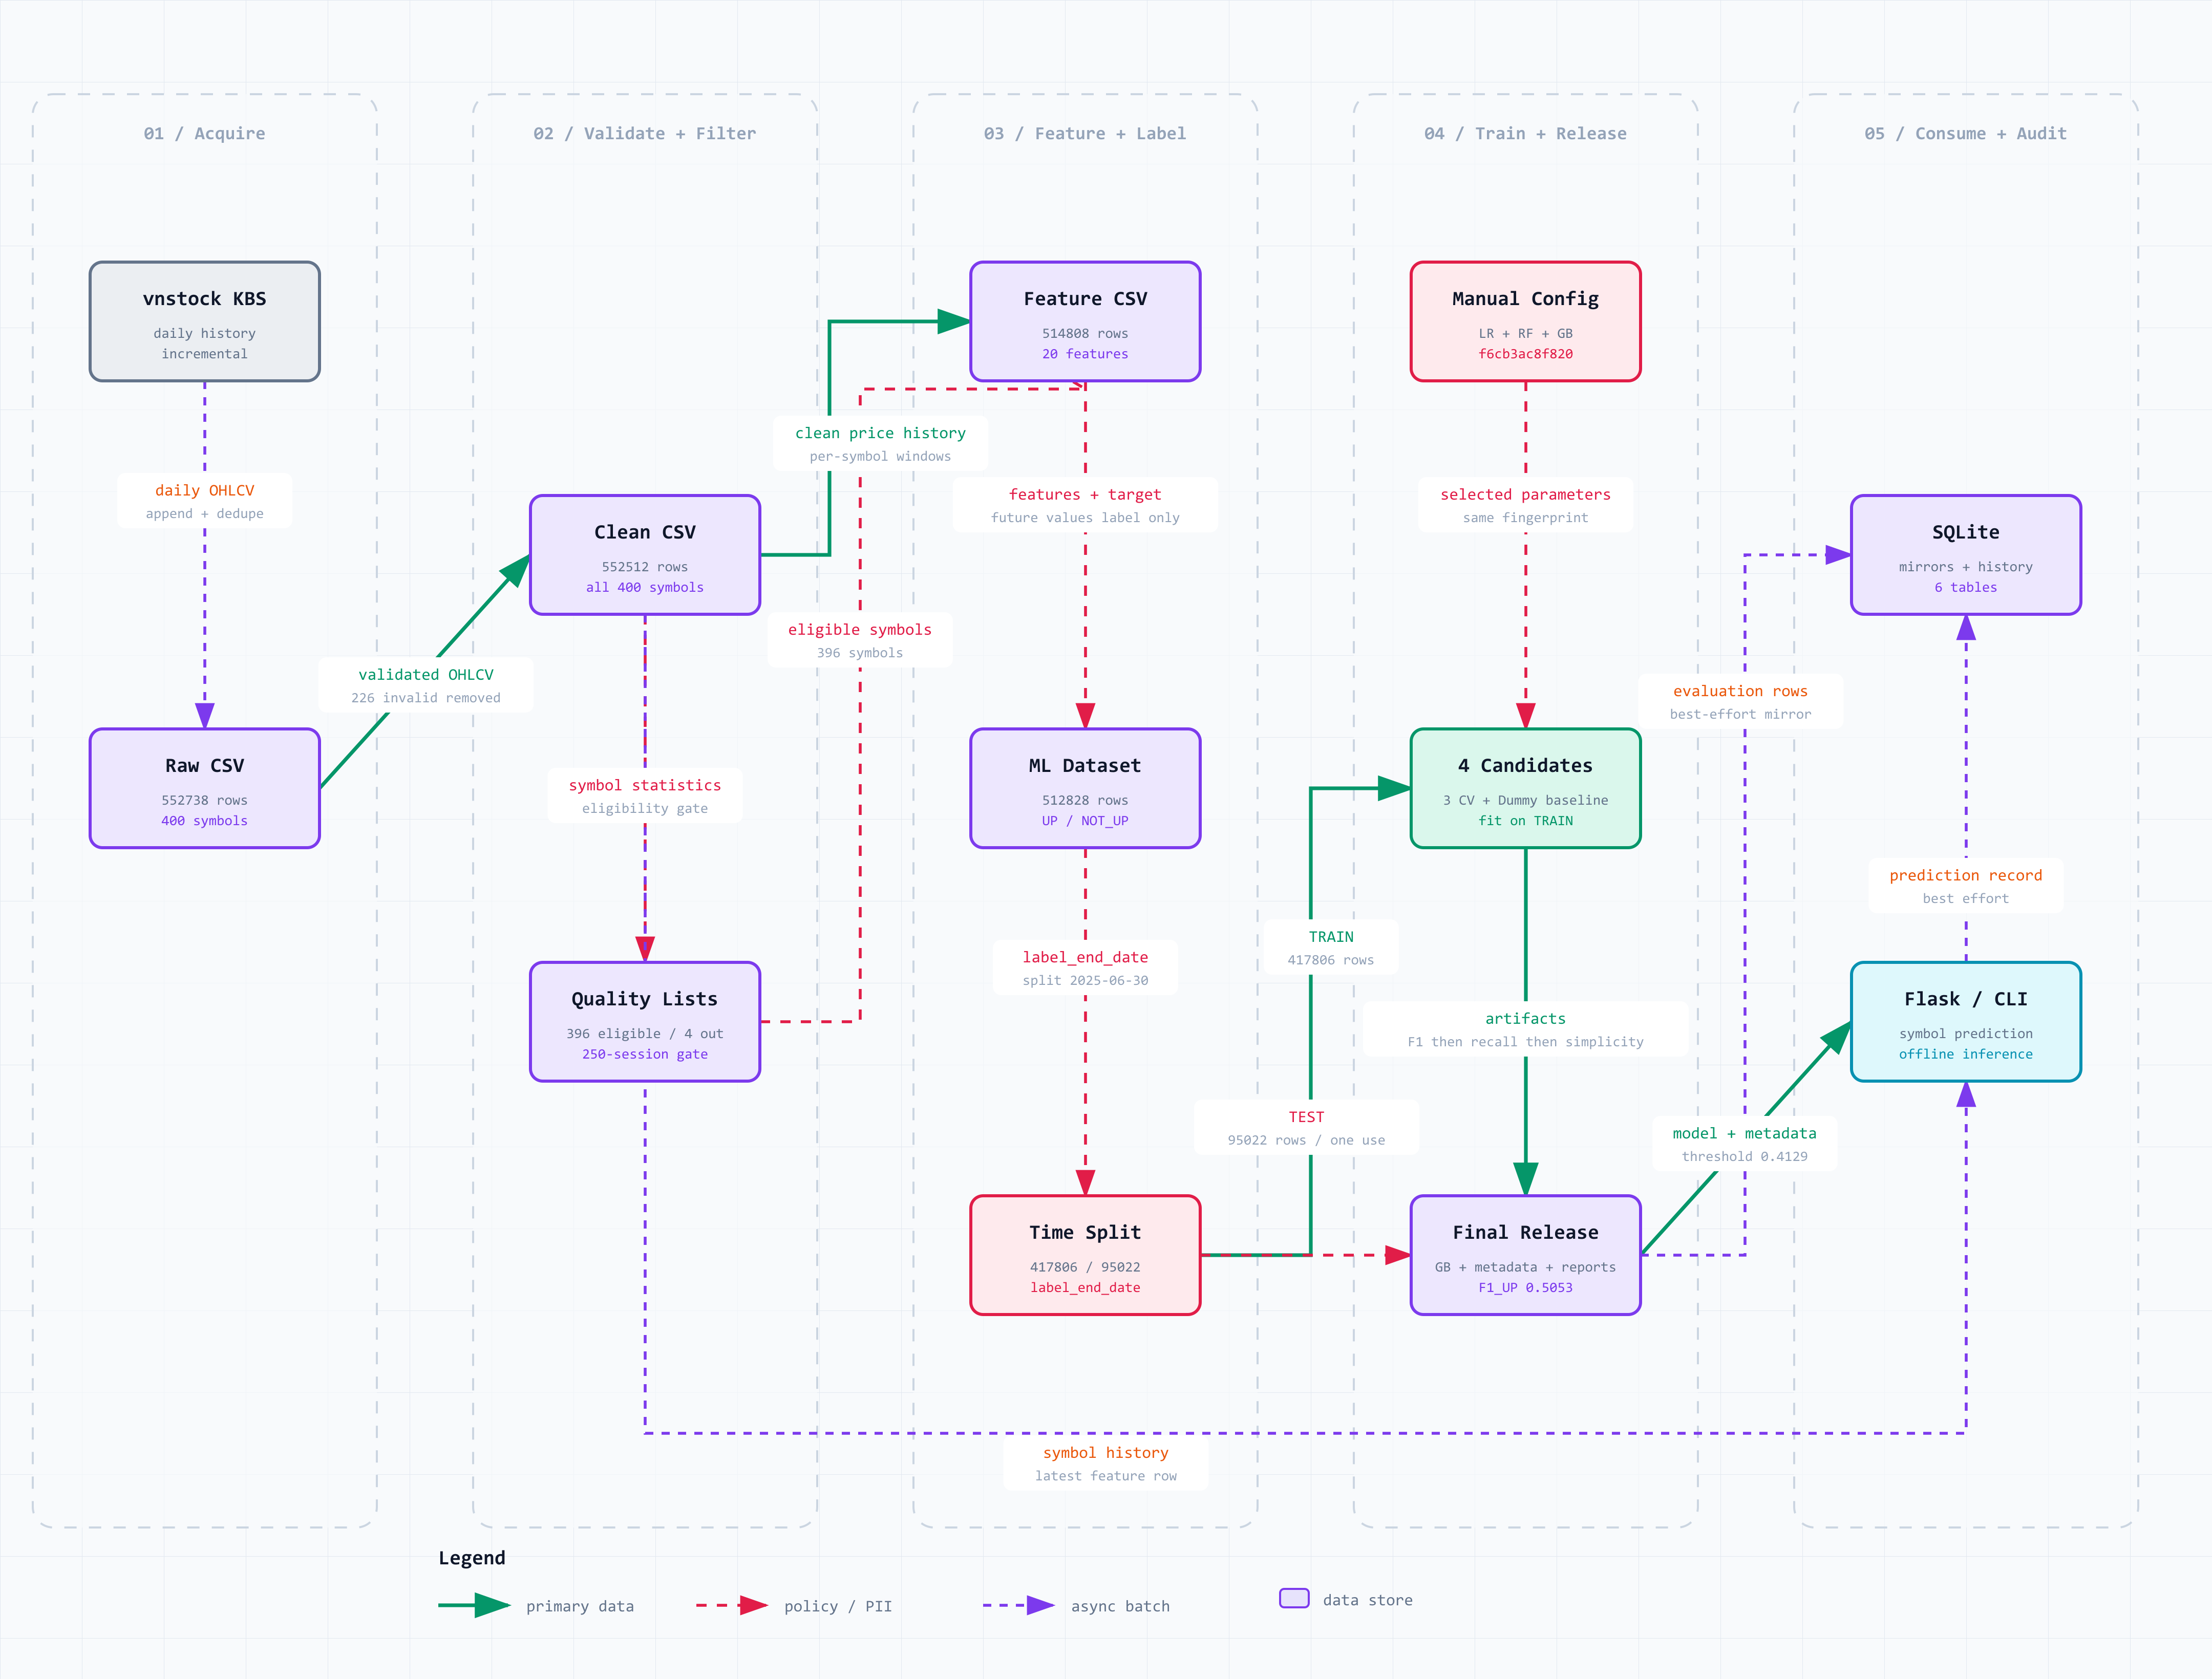 01 / Acquire
02 / Validate + Filter
03 / Feature + Label
04 / Train + Release
05 / Consume + Audit
vnstock KBS
daily history
incremental
daily OHLCV
append + dedupe
Raw CSV
552738 rows
400 symbols
validated OHLCV
226 invalid removed
Clean CSV
552512 rows
all 400 symbols
symbol statistics
eligibility gate
Quality Lists
396 eligible / 4 out
250-session gate
clean price history
per-symbol windows
eligible symbols
396 symbols
Feature CSV
514808 rows
20 features
features + target
future values label only
ML Dataset
512828 rows
UP / NOT_UP
label_end_date
split 2025-06-30
Time Split
417806 / 95022
label_end_date
TRAIN
417806 rows
TEST
95022 rows / one use
Manual Config
LR + RF + GB
f6cb3ac8f820
selected parameters
same fingerprint
4 Candidates
3 CV + Dummy baseline
fit on TRAIN
artifacts
F1 then recall then simplicity
Final Release
GB + metadata + reports
F1_UP 0.5053
evaluation rows
best-effort mirror
model + metadata
threshold 0.4129
SQLite
mirrors + history
6 tables
prediction record
best effort
Flask / CLI
symbol prediction
offline inference
symbol history
latest feature row
Legend
primary data
policy / PII
async batch
data store